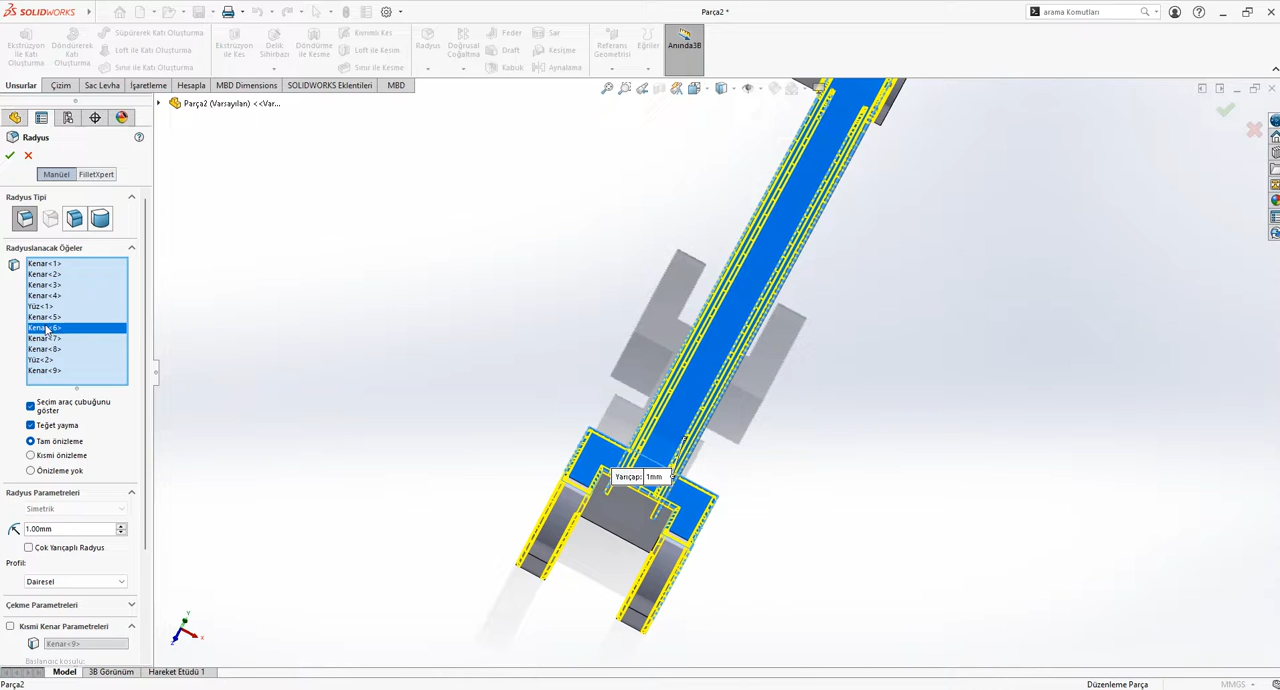 SOLIDWORKS
Parça2 *
arama Komutları
Ekstrüzyon ile Katı Oluşturma
Döndürerek Katı Oluşturma
Süpürerek Katı Oluşturma
Loft ile Katı Oluşturma
Sınır ile Katı Oluşturma
Ekstrüzyon ile Kes
Delik Sihirbazı
Döndürme ile Kesme
Kıvrımlı Kes
Loft ile Kesim
Sınır ile Kesme
Radyus
Doğrusal Çoğaltma
Feder
Draft
Kabuk
Sar
Kesişme
Aynalama
Referans Geometrisi
Eğriler
Anında3B
Unsurlar
Çizim
Sac Levha
İşaretleme
Hesapla
MBD Dimensions
SOLIDWORKS Eklentileri
MBD
Parça2 (Varsayılan) <<Var...
Radyus
Manüel
FilletXpert
Radyus Tipi
Radyuslanacak Öğeler
Kenar<1>
Kenar<2>
Kenar<3>
Kenar<4>
Yüz<1>
Kenar<5>
Kenar<6>
Kenar<7>
Kenar<8>
Yüz<2>
Kenar<9>
Seçim araç çubuğunu
göster
Teğet yayma
Tam önizleme
Kısmi önizleme
Önizleme yok
Radyus Parametreleri
Simetrik
1.00mm
Çok Yarıçaplı Radyus
Profil:
Dairesel
Çekme Parametreleri
Kısmi Kenar Parametreleri
Kenar<9>
Başlangıç koşulu:
Yarıçap: 1mm
Y
X
Z
Model
3B Görünüm
Hareket Etüdü 1
Parça2
Düzenleme Parça
MMGS